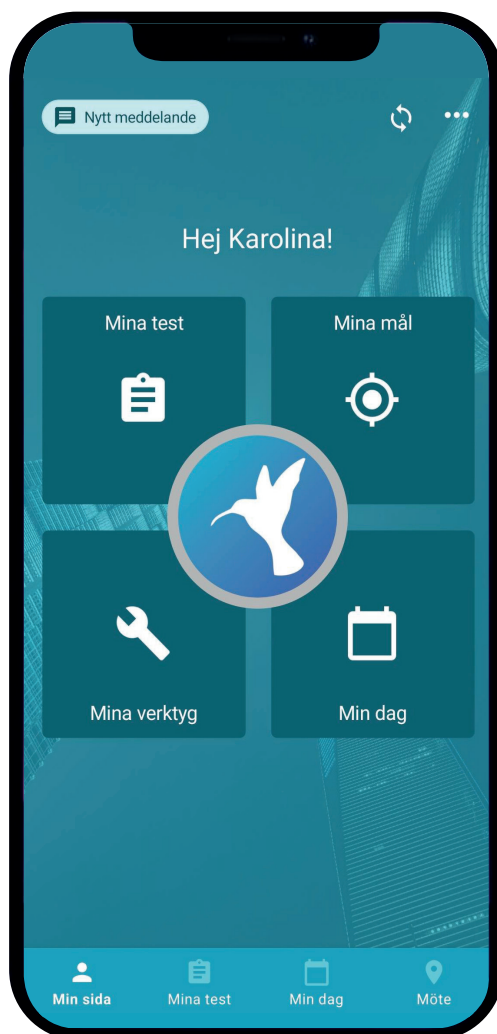 Nytt meddelande
Hej Karolina!
Mina test
Mina mål
Mina verktyg
Min dag
Min sida
Mina test
Min dag
Möte